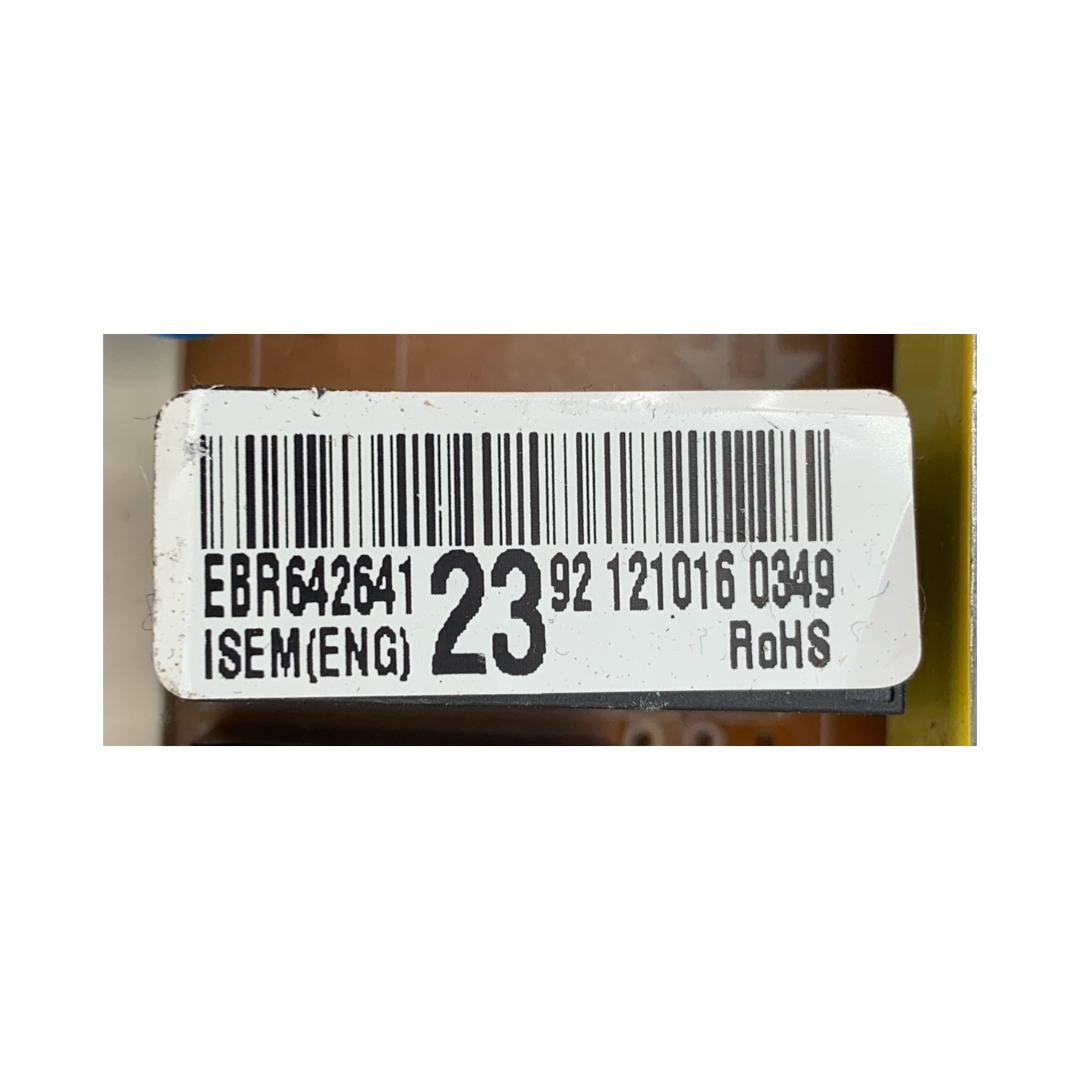 EBR642641 23 92 121016 0349
ISEM(ENG) RoHS